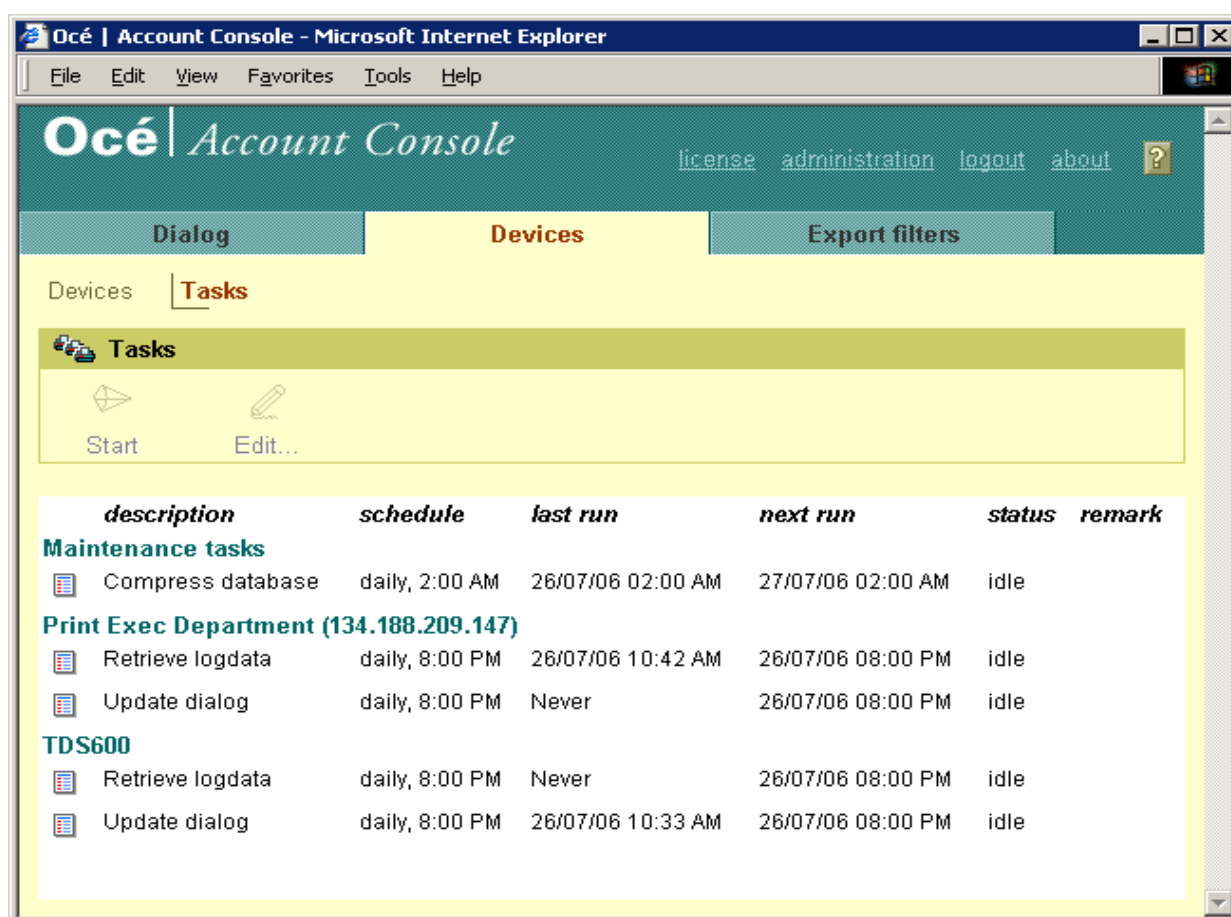 Océ | Account Console - Microsoft Internet Explorer
File Edit View Favorites Tools Help
Océ | Account Console
license administration logout about ?
Dialog Devices Export filters
Devices Tasks
Tasks
Start Edit...
description schedule last run next run status remark
Maintenance tasks
Compress database daily, 2:00 AM 26/07/06 02:00 AM 27/07/06 02:00 AM idle
Print Exec Department (134.188.209.147)
Retrieve logdata daily, 8:00 PM 26/07/06 10:42 AM 26/07/06 08:00 PM idle
Update dialog daily, 8:00 PM Never 26/07/06 08:00 PM idle
TDS600
Retrieve logdata daily, 8:00 PM Never 26/07/06 08:00 PM idle
Update dialog daily, 8:00 PM 26/07/06 10:33 AM 26/07/06 08:00 PM idle